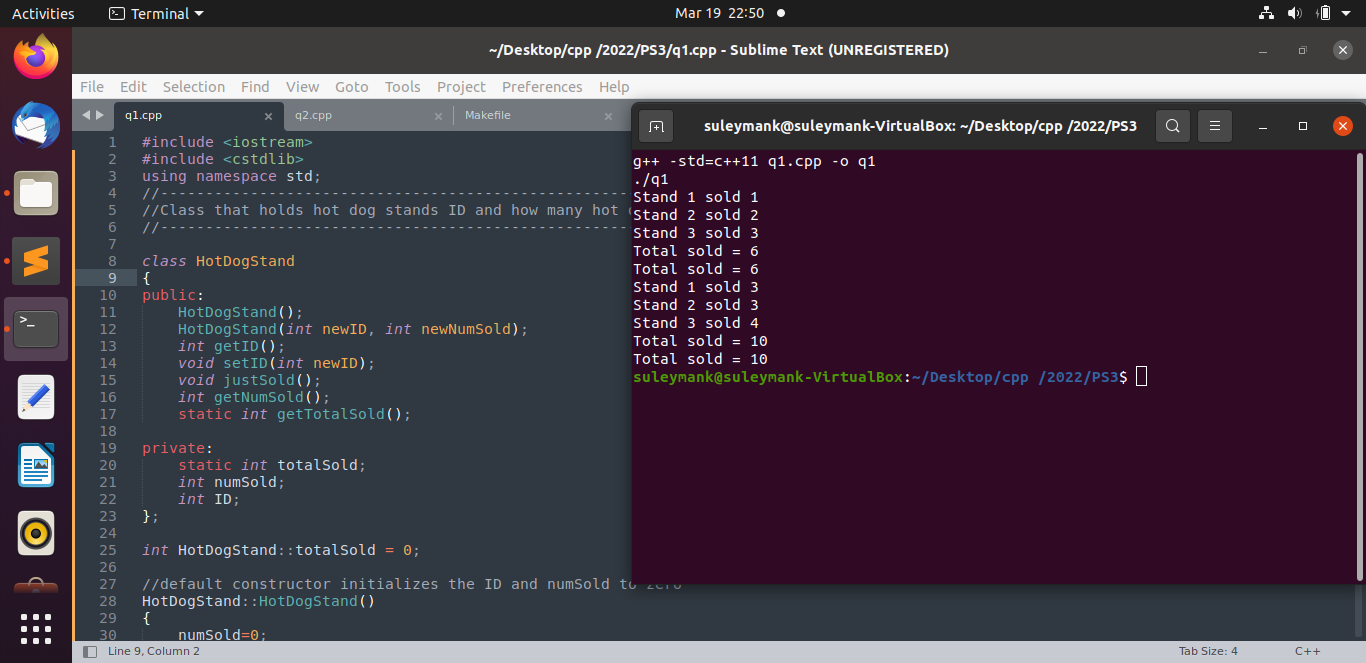 Activities
Terminal
Mar 19 22:50
~/Desktop/cpp /2022/PS3/q1.cpp - Sublime Text (UNREGISTERED)
File Edit Selection Find View Goto Tools Project Preferences Help
q1.cpp
q2.cpp
Makefile
1 #include <iostream>
2 #include <cstdlib>
3 using namespace std;
4 //----------------------------------------------------
5 //Class that holds hot dog stands ID and how many hot
6 //----------------------------------------------------
7
8 class HotDogStand
9 {
10 public:
11     HotDogStand();
12     HotDogStand(int newID, int newNumSold);
13     int getID();
14     void setID(int newID);
15     void justSold();
16     int getNumSold();
17     static int getTotalSold();
18
19 private:
20     static int totalSold;
21     int numSold;
22     int ID;
23 };
24
25 int HotDogStand::totalSold = 0;
26
27 //default constructor initializes the ID and numSold to zero
28 HotDogStand::HotDogStand()
29 {
30     numSold=0;
suleymank@suleymank-VirtualBox: ~/Desktop/cpp /2022/PS3
g++ -std=c++11 q1.cpp -o q1
./q1
Stand 1 sold 1
Stand 2 sold 2
Stand 3 sold 3
Total sold = 6
Total sold = 6
Stand 1 sold 3
Stand 2 sold 3
Stand 3 sold 4
Total sold = 10
Total sold = 10
suleymank@suleymank-VirtualBox:~/Desktop/cpp /2022/PS3$
Line 9, Column 2
Tab Size: 4
C++